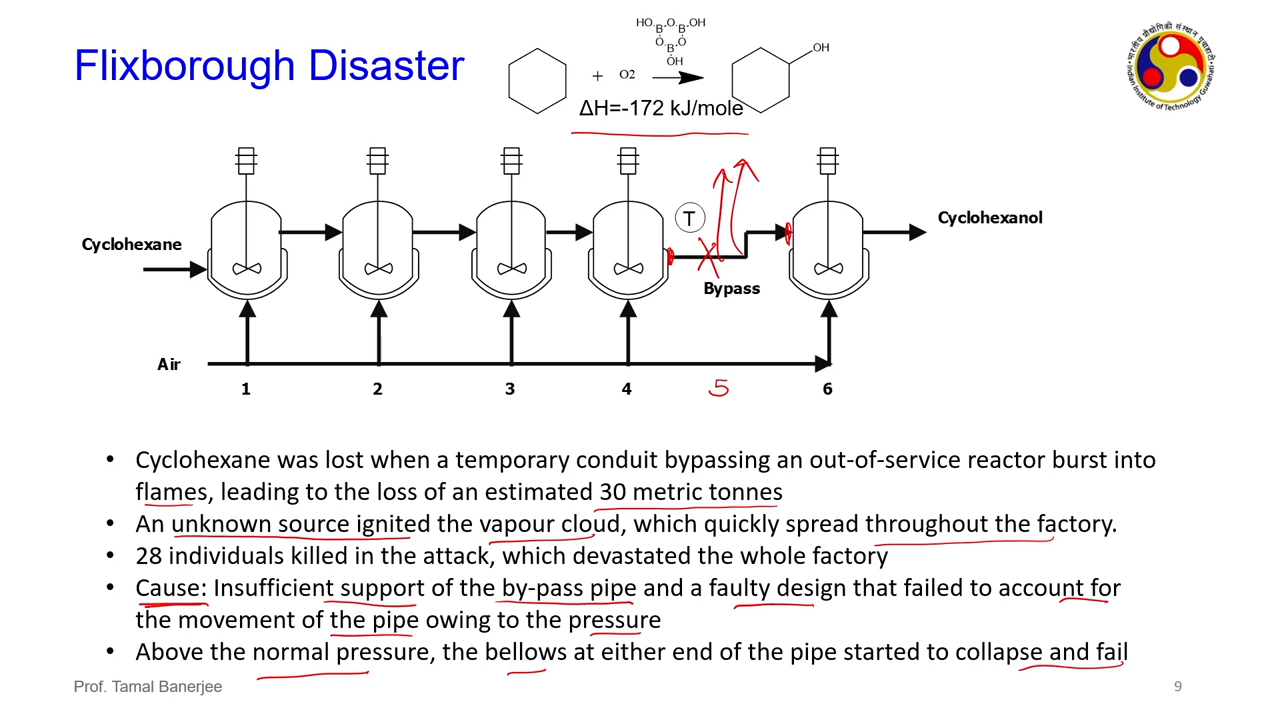 Flixborough Disaster
HO B O B OH
O O
B
OH
+ O2
OH
ΔH=-172 kJ/mole
भारतीय प्रौद्योगिकी संस्थान गुवाहाटी
Indian Institute of Technology Guwahati
T
Cyclohexanol
Cyclohexane
Bypass
Air
1 2 3 4 5 6
• Cyclohexane was lost when a temporary conduit bypassing an out-of-service reactor burst into
flames, leading to the loss of an estimated 30 metric tonnes
• An unknown source ignited the vapour cloud, which quickly spread throughout the factory.
• 28 individuals killed in the attack, which devastated the whole factory
• Cause: Insufficient support of the by-pass pipe and a faulty design that failed to account for
the movement of the pipe owing to the pressure
• Above the normal pressure, the bellows at either end of the pipe started to collapse and fail
Prof. Tamal Banerjee
9